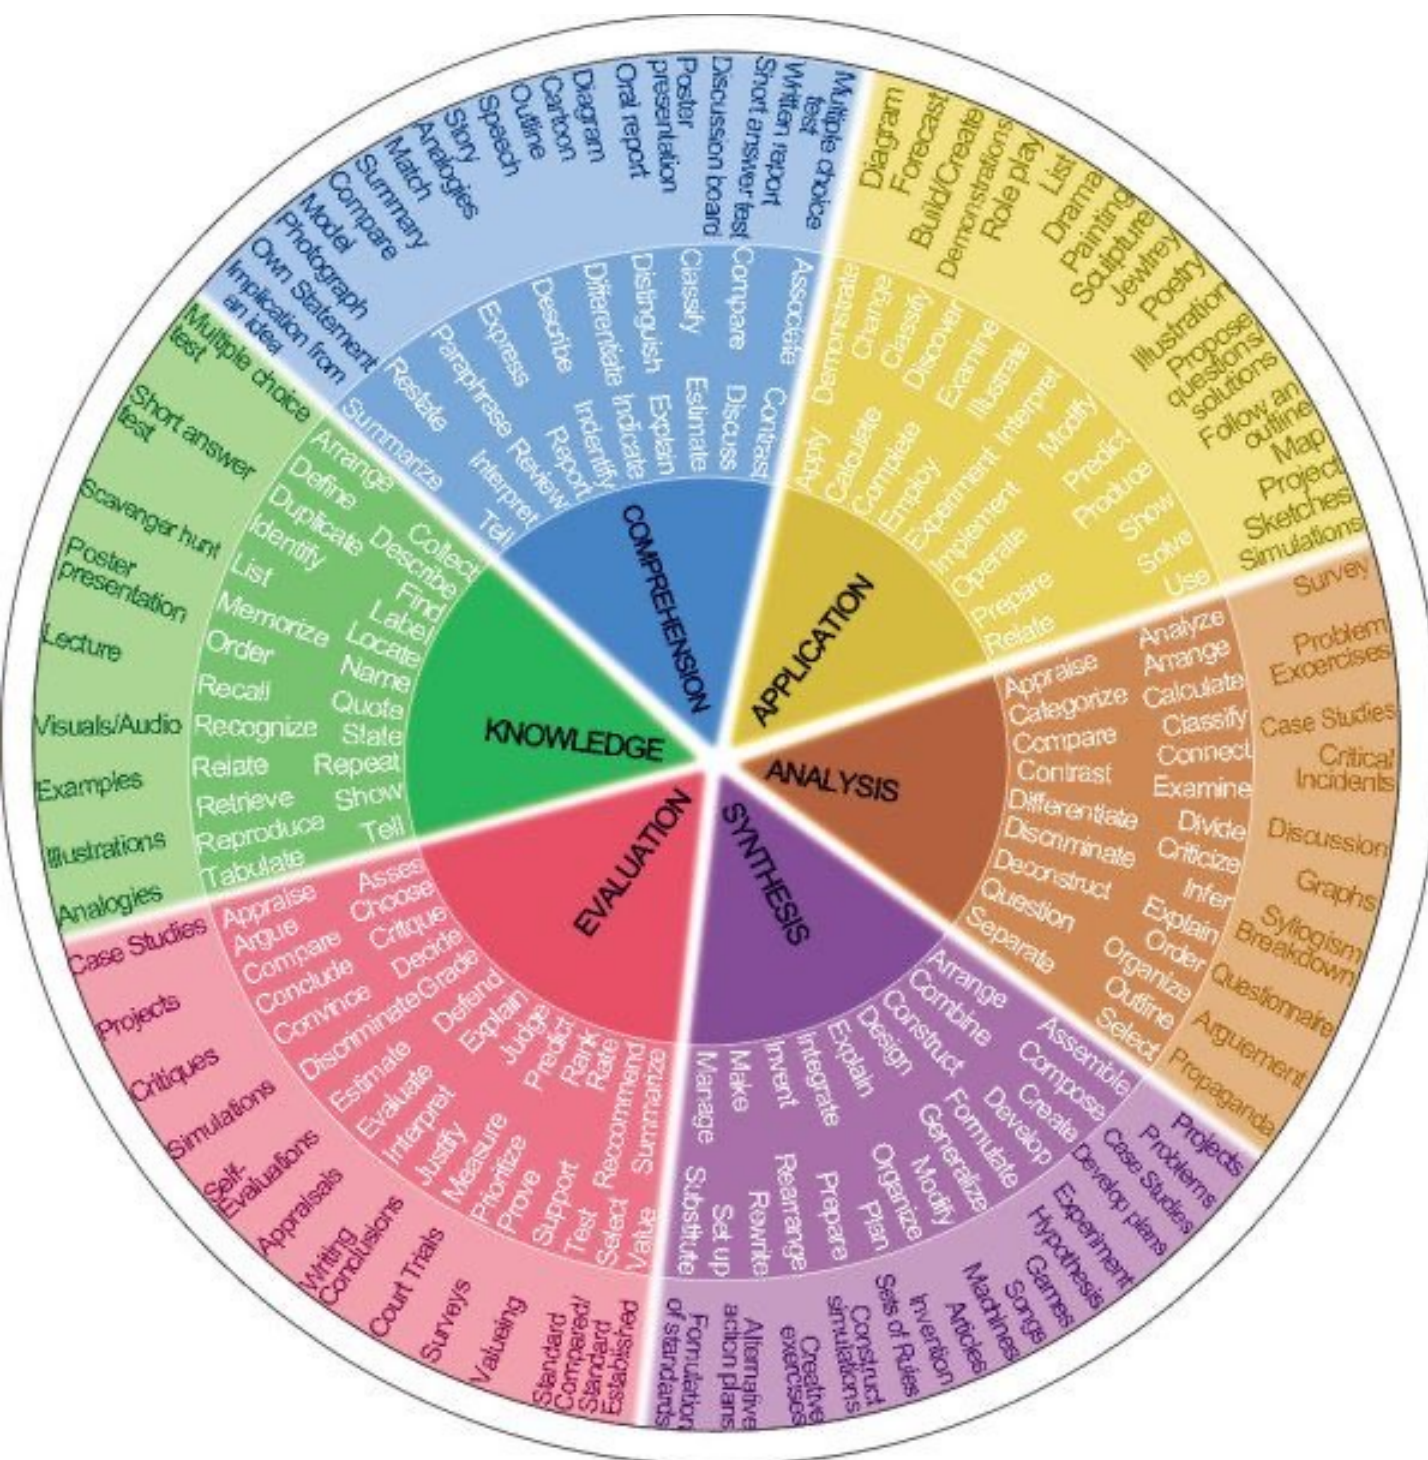 KNOWLEDGE
Arrange
Define
Duplicate
Identify
List
Memorize
Order
Recall
Recognize
Relate
Retrieve
Reproduce
Tabulate
Collect
Describe
Find
Label
Locate
Name
Quote
State
Repeat
Show
Tell
Multiple choice
test
Short answer
test
Scavenger hunt
Poster
presentation
Lecture
Visuals/Audio
Examples
Illustrations
Analogies
COMPREHENSION
Summarize
Restate
Paraphrase
Express
Describe
Differentiate
Distinguish
Classify
Compare
Associate
Tell
Interpret
Review
Report
Indentify
Indicate
Explain
Estimate
Discuss
Contrast
Implication from
an idea
Own Statement
Photograph
Model
Compare
Summary
Match
Analogies
Story
Speech
Outline
Cartoon
Diagram
Oral report
Poster
presentation
Discussion board
Short answer test
Written report
Multiple choice
test
APPLICATION
Demonstrate
Change
Classify
Discover
Examine
Illustrate
Interpret
Modify
Predict
Produce
Show
Solve
Use
Apply
Calculate
Complete
Employ
Experiment
Implement
Operate
Prepare
Relate
Diagram
Forecast
Build/Create
Demonstrations
Role play
List
Drama
Painting
Sculpture
Jewlrey
Poetry
Illustration
Propose
questions/
solutions
Follow an
outline
Map
Project
Sketches
Simulations
ANALYSIS
Appraise
Categorize
Compare
Contrast
Differentiate
Discriminate
Deconstruct
Question
Separata
Analyze
Arrange
Calculate
Classify
Connect
Examine
Divide
Criticize
Infer
Explain
Order
Organize
Outline
Select
Survey
Problem
Excercises
Case Studies
Critical
Incidents
Discussion
Graphs
Syllogism
Breakdown
Questionnaire
Arguement
Propaganda
SYNTHESIS
Arrange
Combine
Construct
Design
Explain
Integrate
Invent
Make
Manage
Assemble
Compose
Create
Develop
Formulate
Generalize
Modify
Organize
Plan
Prepare
Rearrange
Rewrite
Set up
Substitute
Projects
Problems
Case Studies
Develop plans
Experiment
Hypothesis
Games
Songs
Machines
Articles
Invention
Sets of Rules
Construct
simulations
Creative
exercises
Alternative
action plans
Formulation
of standards
EVALUATION
Appraise
Argue
Compare
Conclude
Convince
Discriminate
Estimate
Evaluate
Interpret
Justify
Measure
Prioritize
Prove
Support
Test
Select
Value
Asses
Choose
Critque
Decide
Grade
Defend
Explain
Judge
Predict
Rank
Rate
Reccommend
Summarize
Case Studies
Projects
Critiques
Simulations
Self-
Evaluations
Appraisals
Writing
Conclusions
Court Trials
Surveys
Valueing
Standard
Compared/
Standard
Established